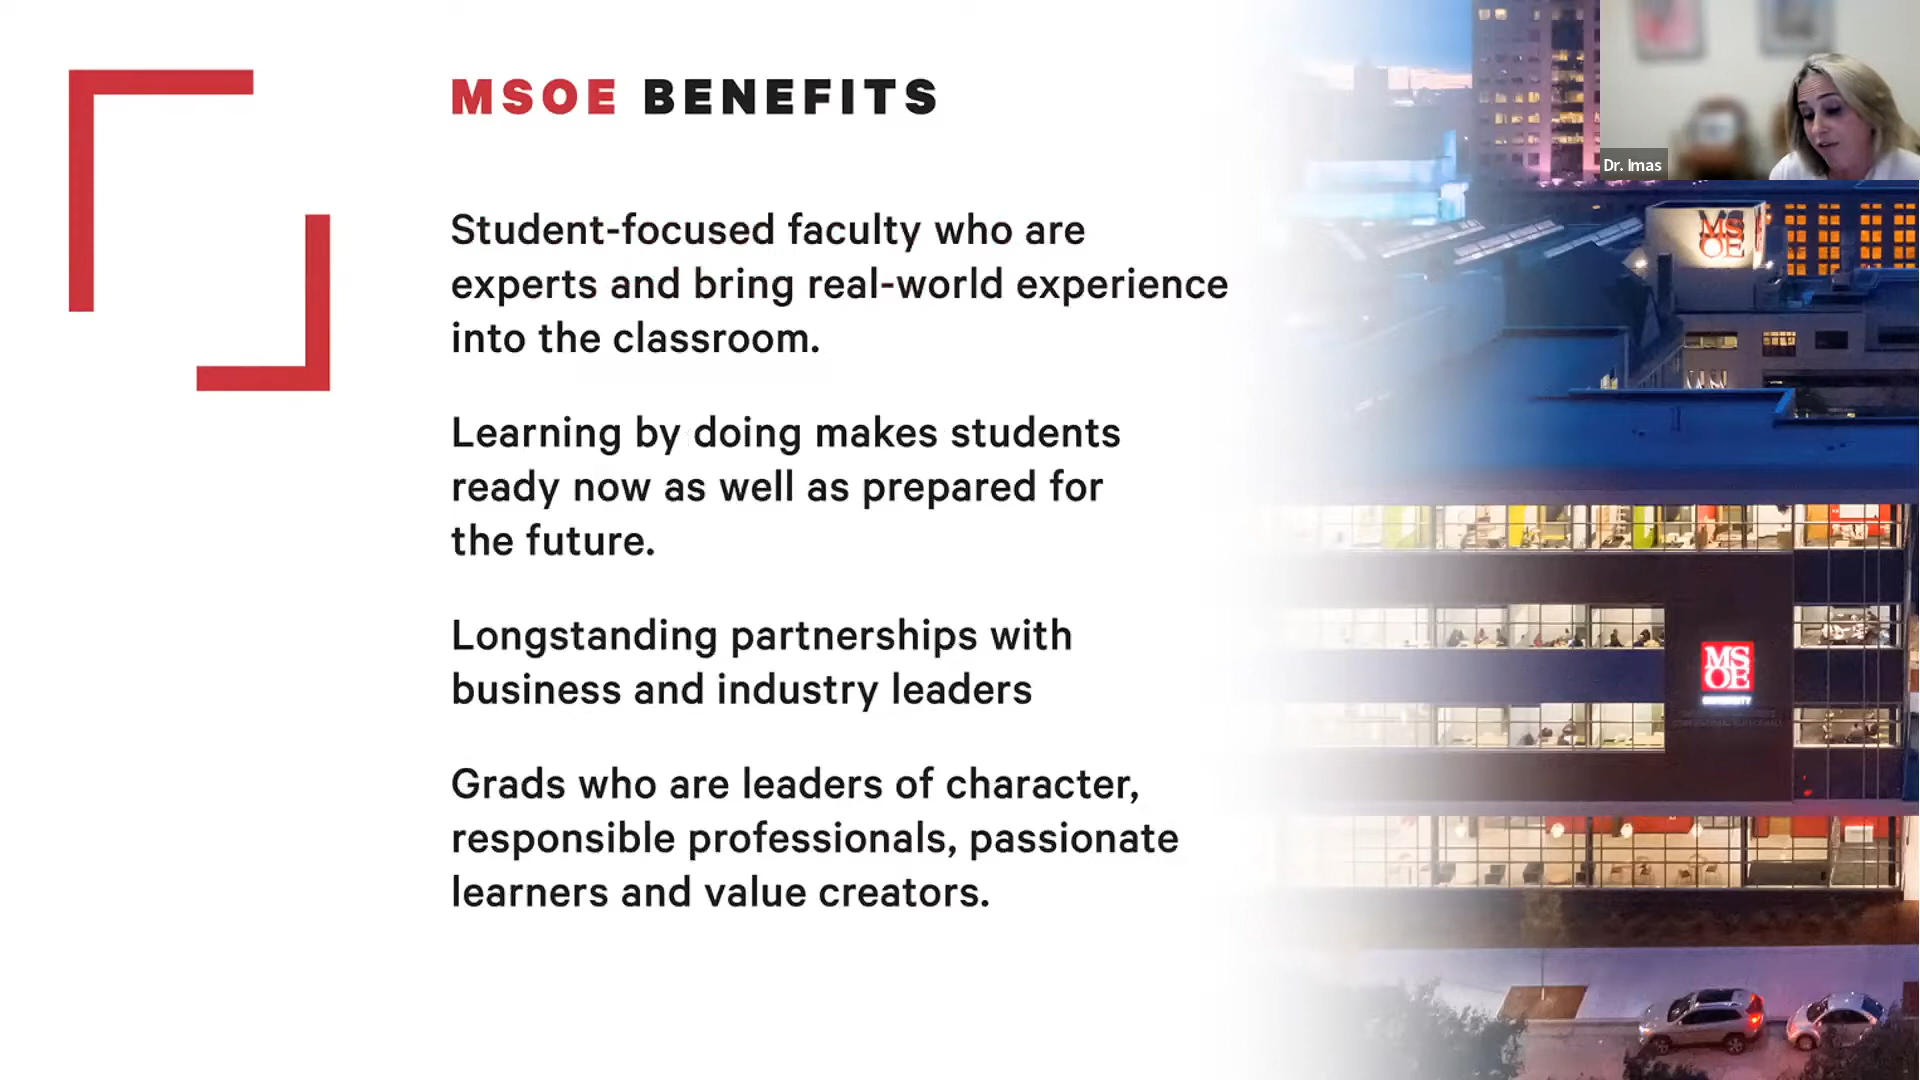 MSOE BENEFITS
Student-focused faculty who are
experts and bring real-world experience
into the classroom.
Learning by doing makes students
ready now as well as prepared for
the future.
Longstanding partnerships with
business and industry leaders
Grads who are leaders of character,
responsible professionals, passionate
learners and value creators.
Dr. Imas
MS
OE
MS
OE
UNIVERSITY